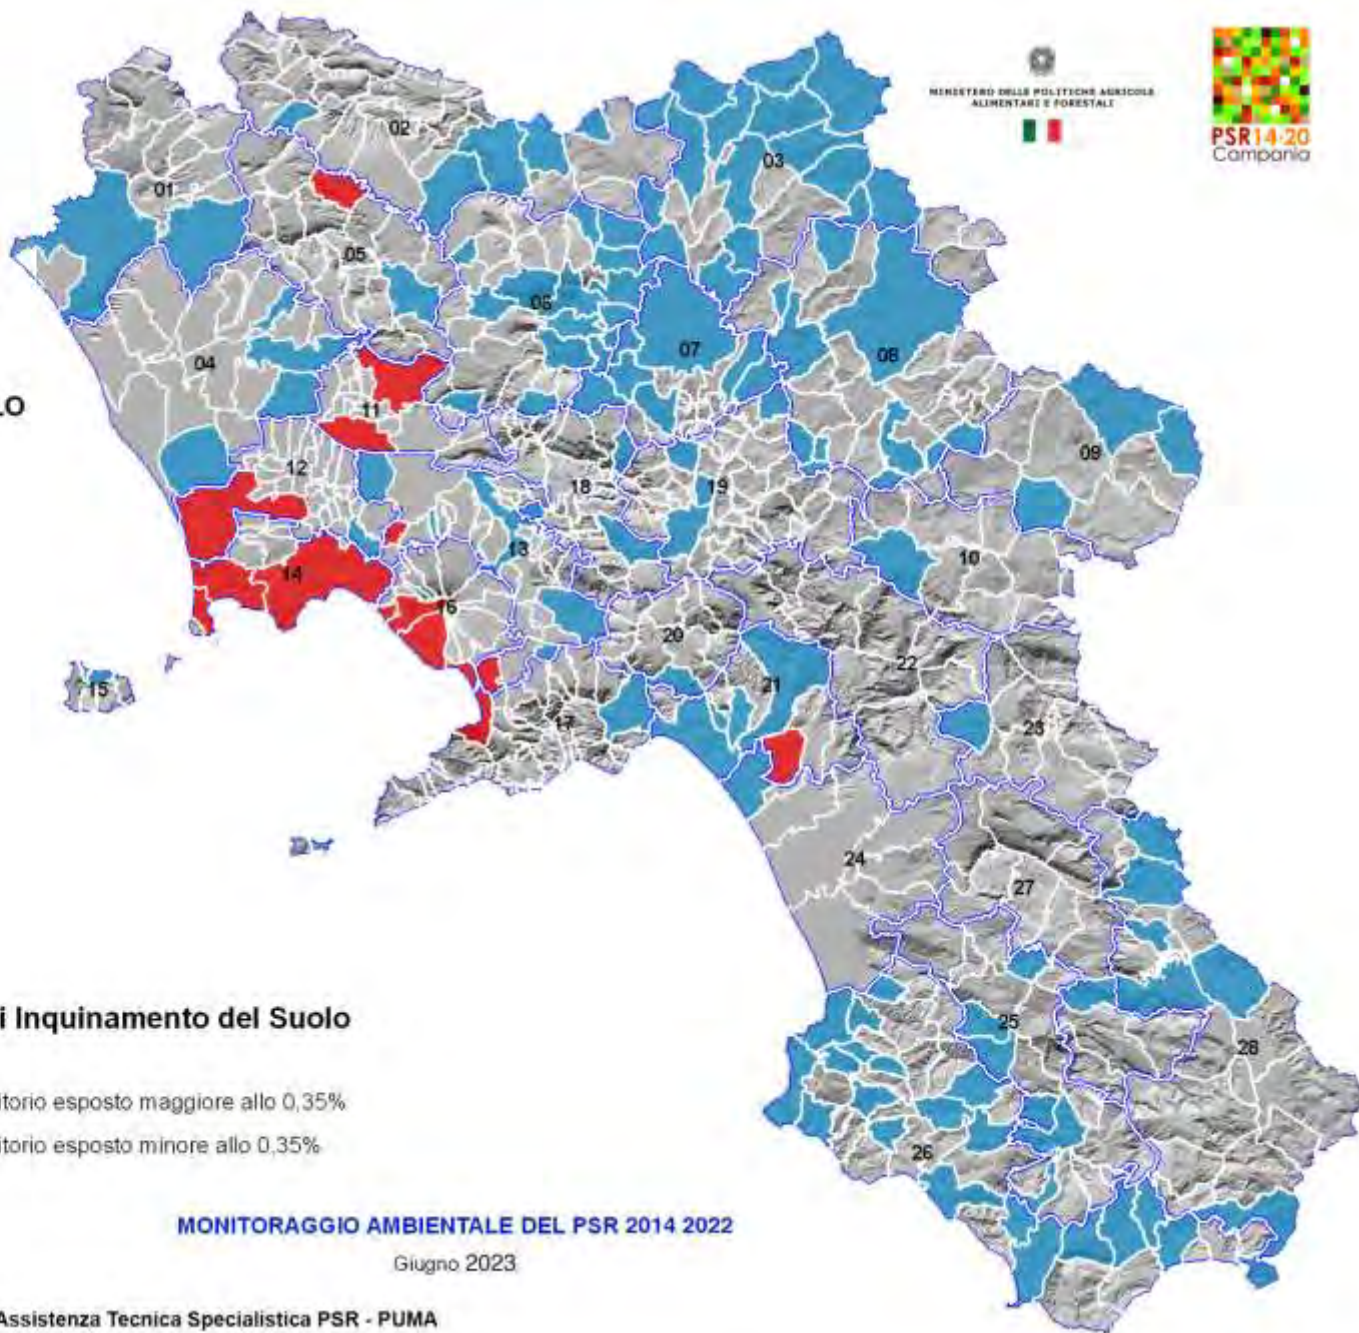 MINISTERO DELLE POLITICHE AGRICOLE
ALIMENTARI E FORESTALI
PSR14·20
Campania
02
03
01
05
06
07
08
04
LO
11
09
12
18
19
13
10
14
16
20
22
15
21
17
23
24
27
i Inquinamento del Suolo
25
28
itorio esposto maggiore allo 0,35%
itorio esposto minore allo 0.35%
26
MONITORAGGIO AMBIENTALE DEL PSR 2014 2022
Giugno 2023
Assistenza Tecnica Specialistica PSR - PUMA